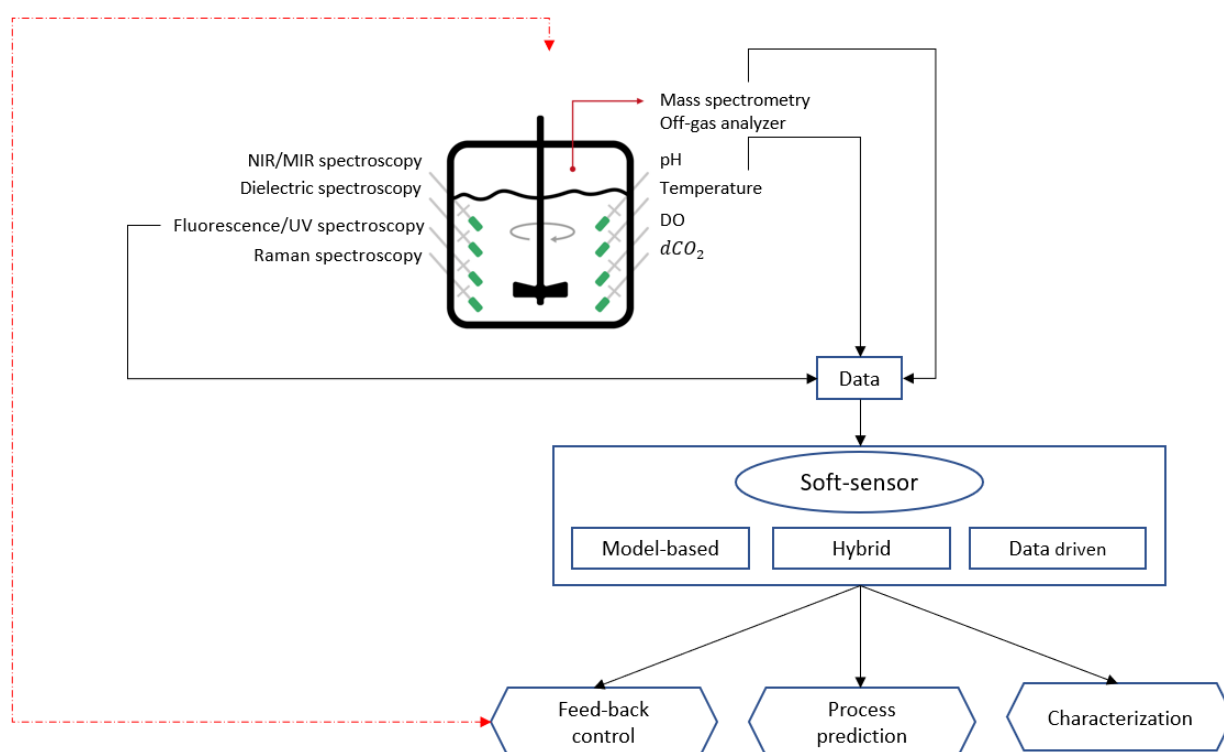 Mass spectrometry
Off-gas analyzer
NIR/MIR spectroscopy
Dielectric spectroscopy
Fluorescence/UV spectroscopy
Raman spectroscopy
pH
Temperature
DO
dCO₂
Data
Soft-sensor
Model-based
Hybrid
Data driven
Feed-back
control
Process
prediction
Characterization